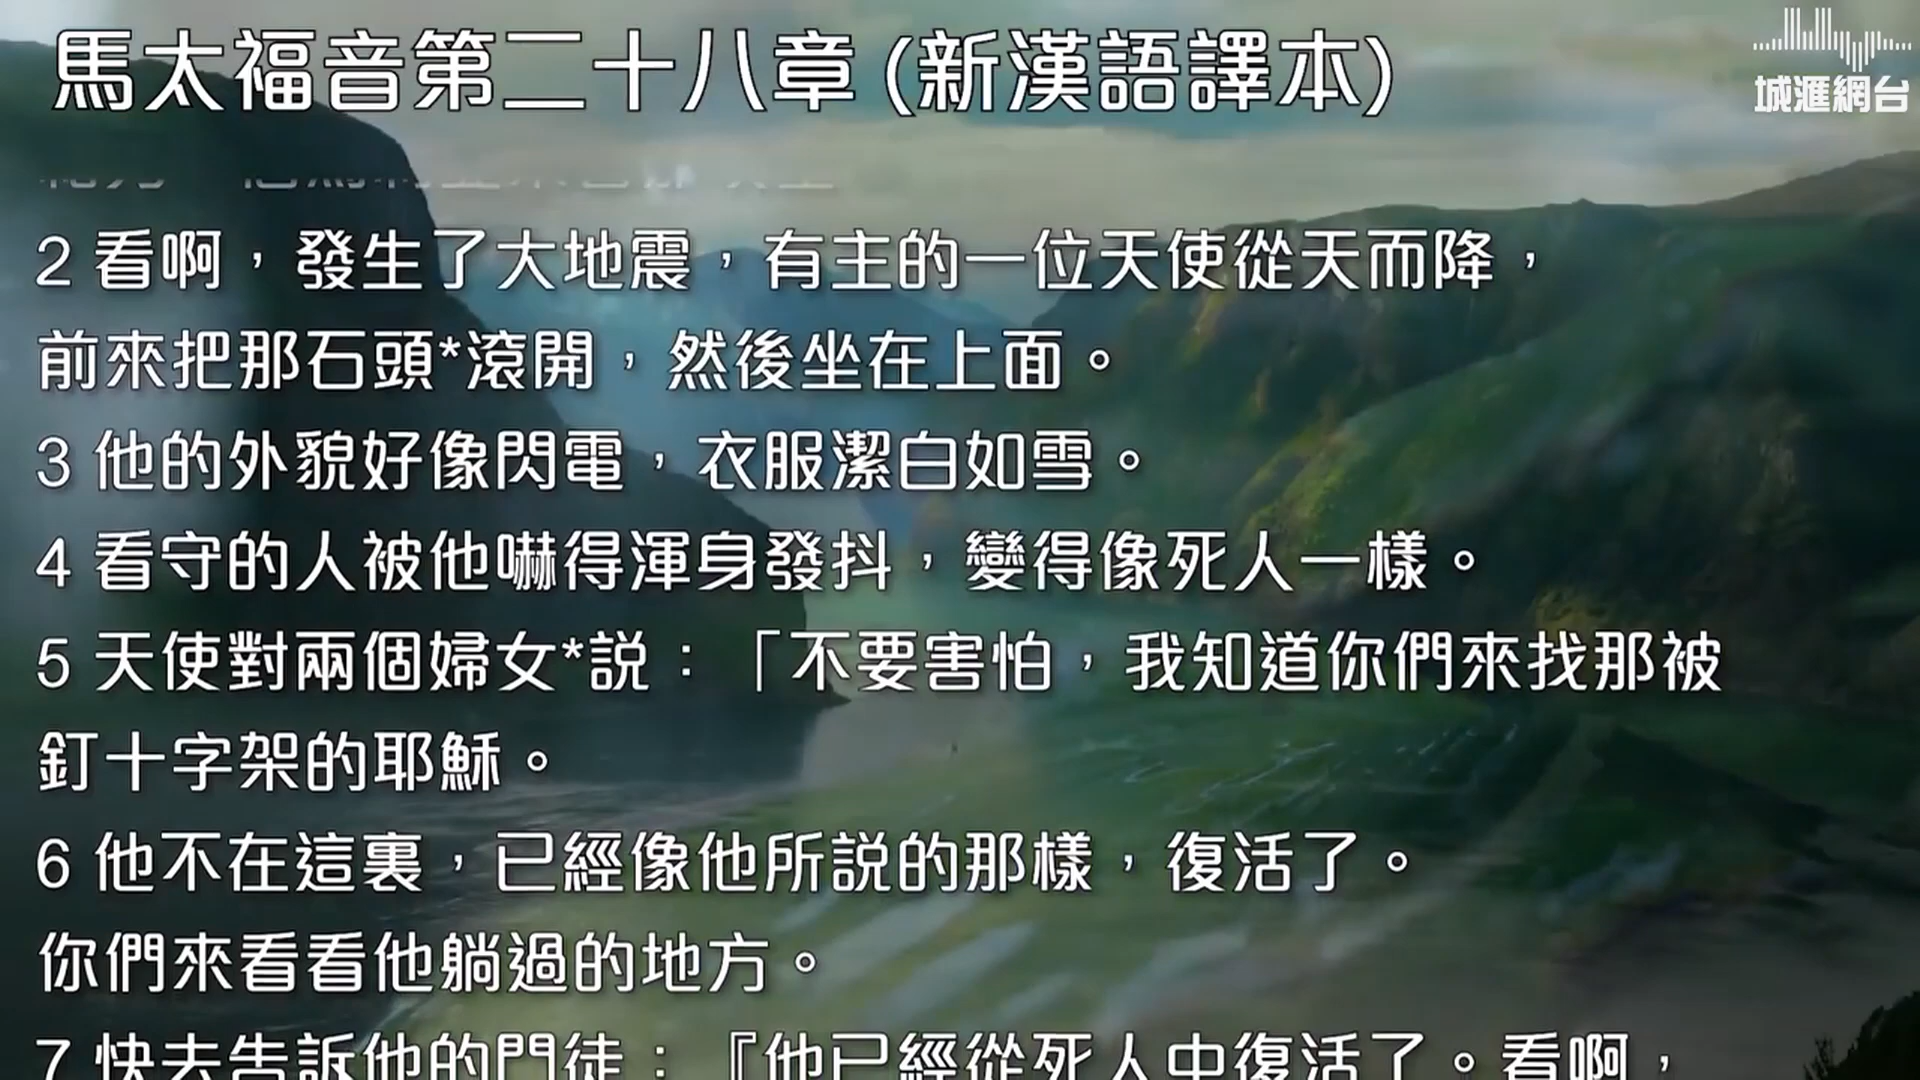 馬太福音第二十八章 (新漢語譯本)
城滙網台
2 看啊，發生了大地震，有主的一位天使從天而降，
前來把那石頭*滾開，然後坐在上面。
3 他的外貌好像閃電，衣服潔白如雪。
4 看守的人被他嚇得渾身發抖，變得像死人一樣。
5 天使對兩個婦女*説：「不要害怕，我知道你們來找那被
釘十字架的耶穌。
6 他不在這裏，已經像他所説的那樣，復活了。
你們來看看他躺過的地方。
7 快去告訴他的門徒：『他已經從死人中復活了。看啊，